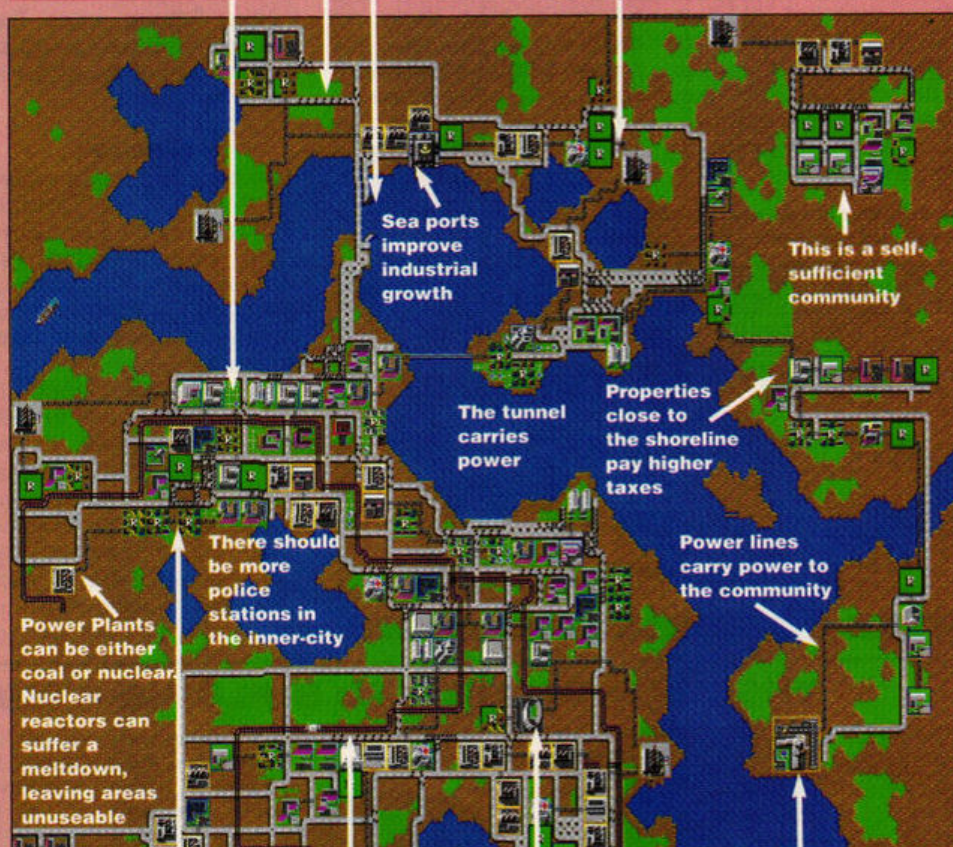 Sea ports
improve
industrial
growth
This is a self-
sufficient
community
The tunnel
carries
power
Properties
close to
the shoreline
pay higher
taxes
There should
be more
police
stations in
the inner-city
Power lines
carry power to
the community
Power Plants
can be either
coal or nuclear.
Nuclear
reactors can
suffer a
meltdown,
leaving areas
unuseable